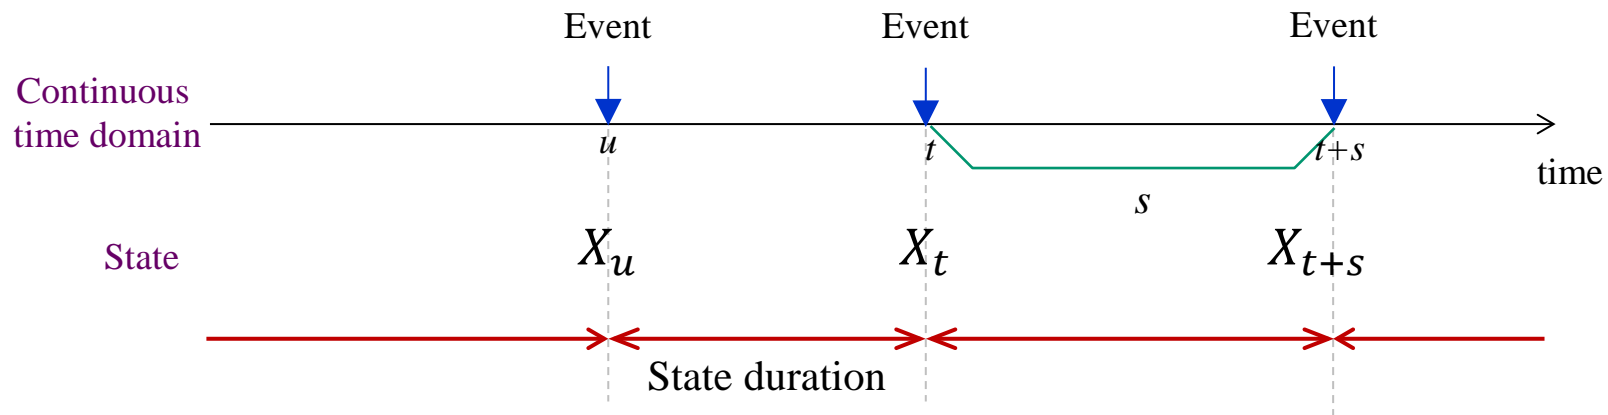 Event Event Event
Continuous
time domain
u t t+s
time
s
State X_u X_t X_{t+s}
State duration